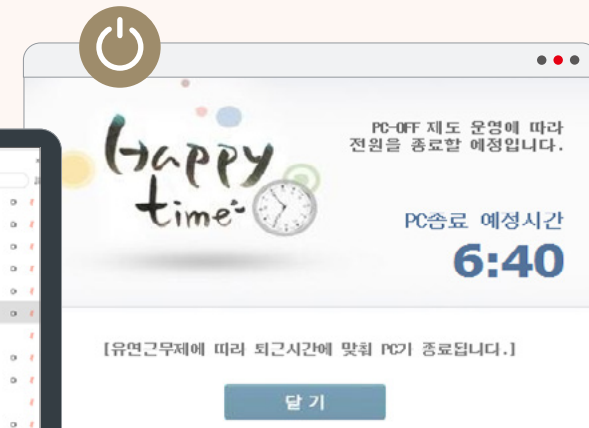 Happy
time
PC-OFF 제도 운영에 따라
전원을 종료할 예정입니다.
PC종료 예정시간
6:40
[유연근무제에 따라 퇴근시간에 맞춰 PC가 종료됩니다.]
닫기